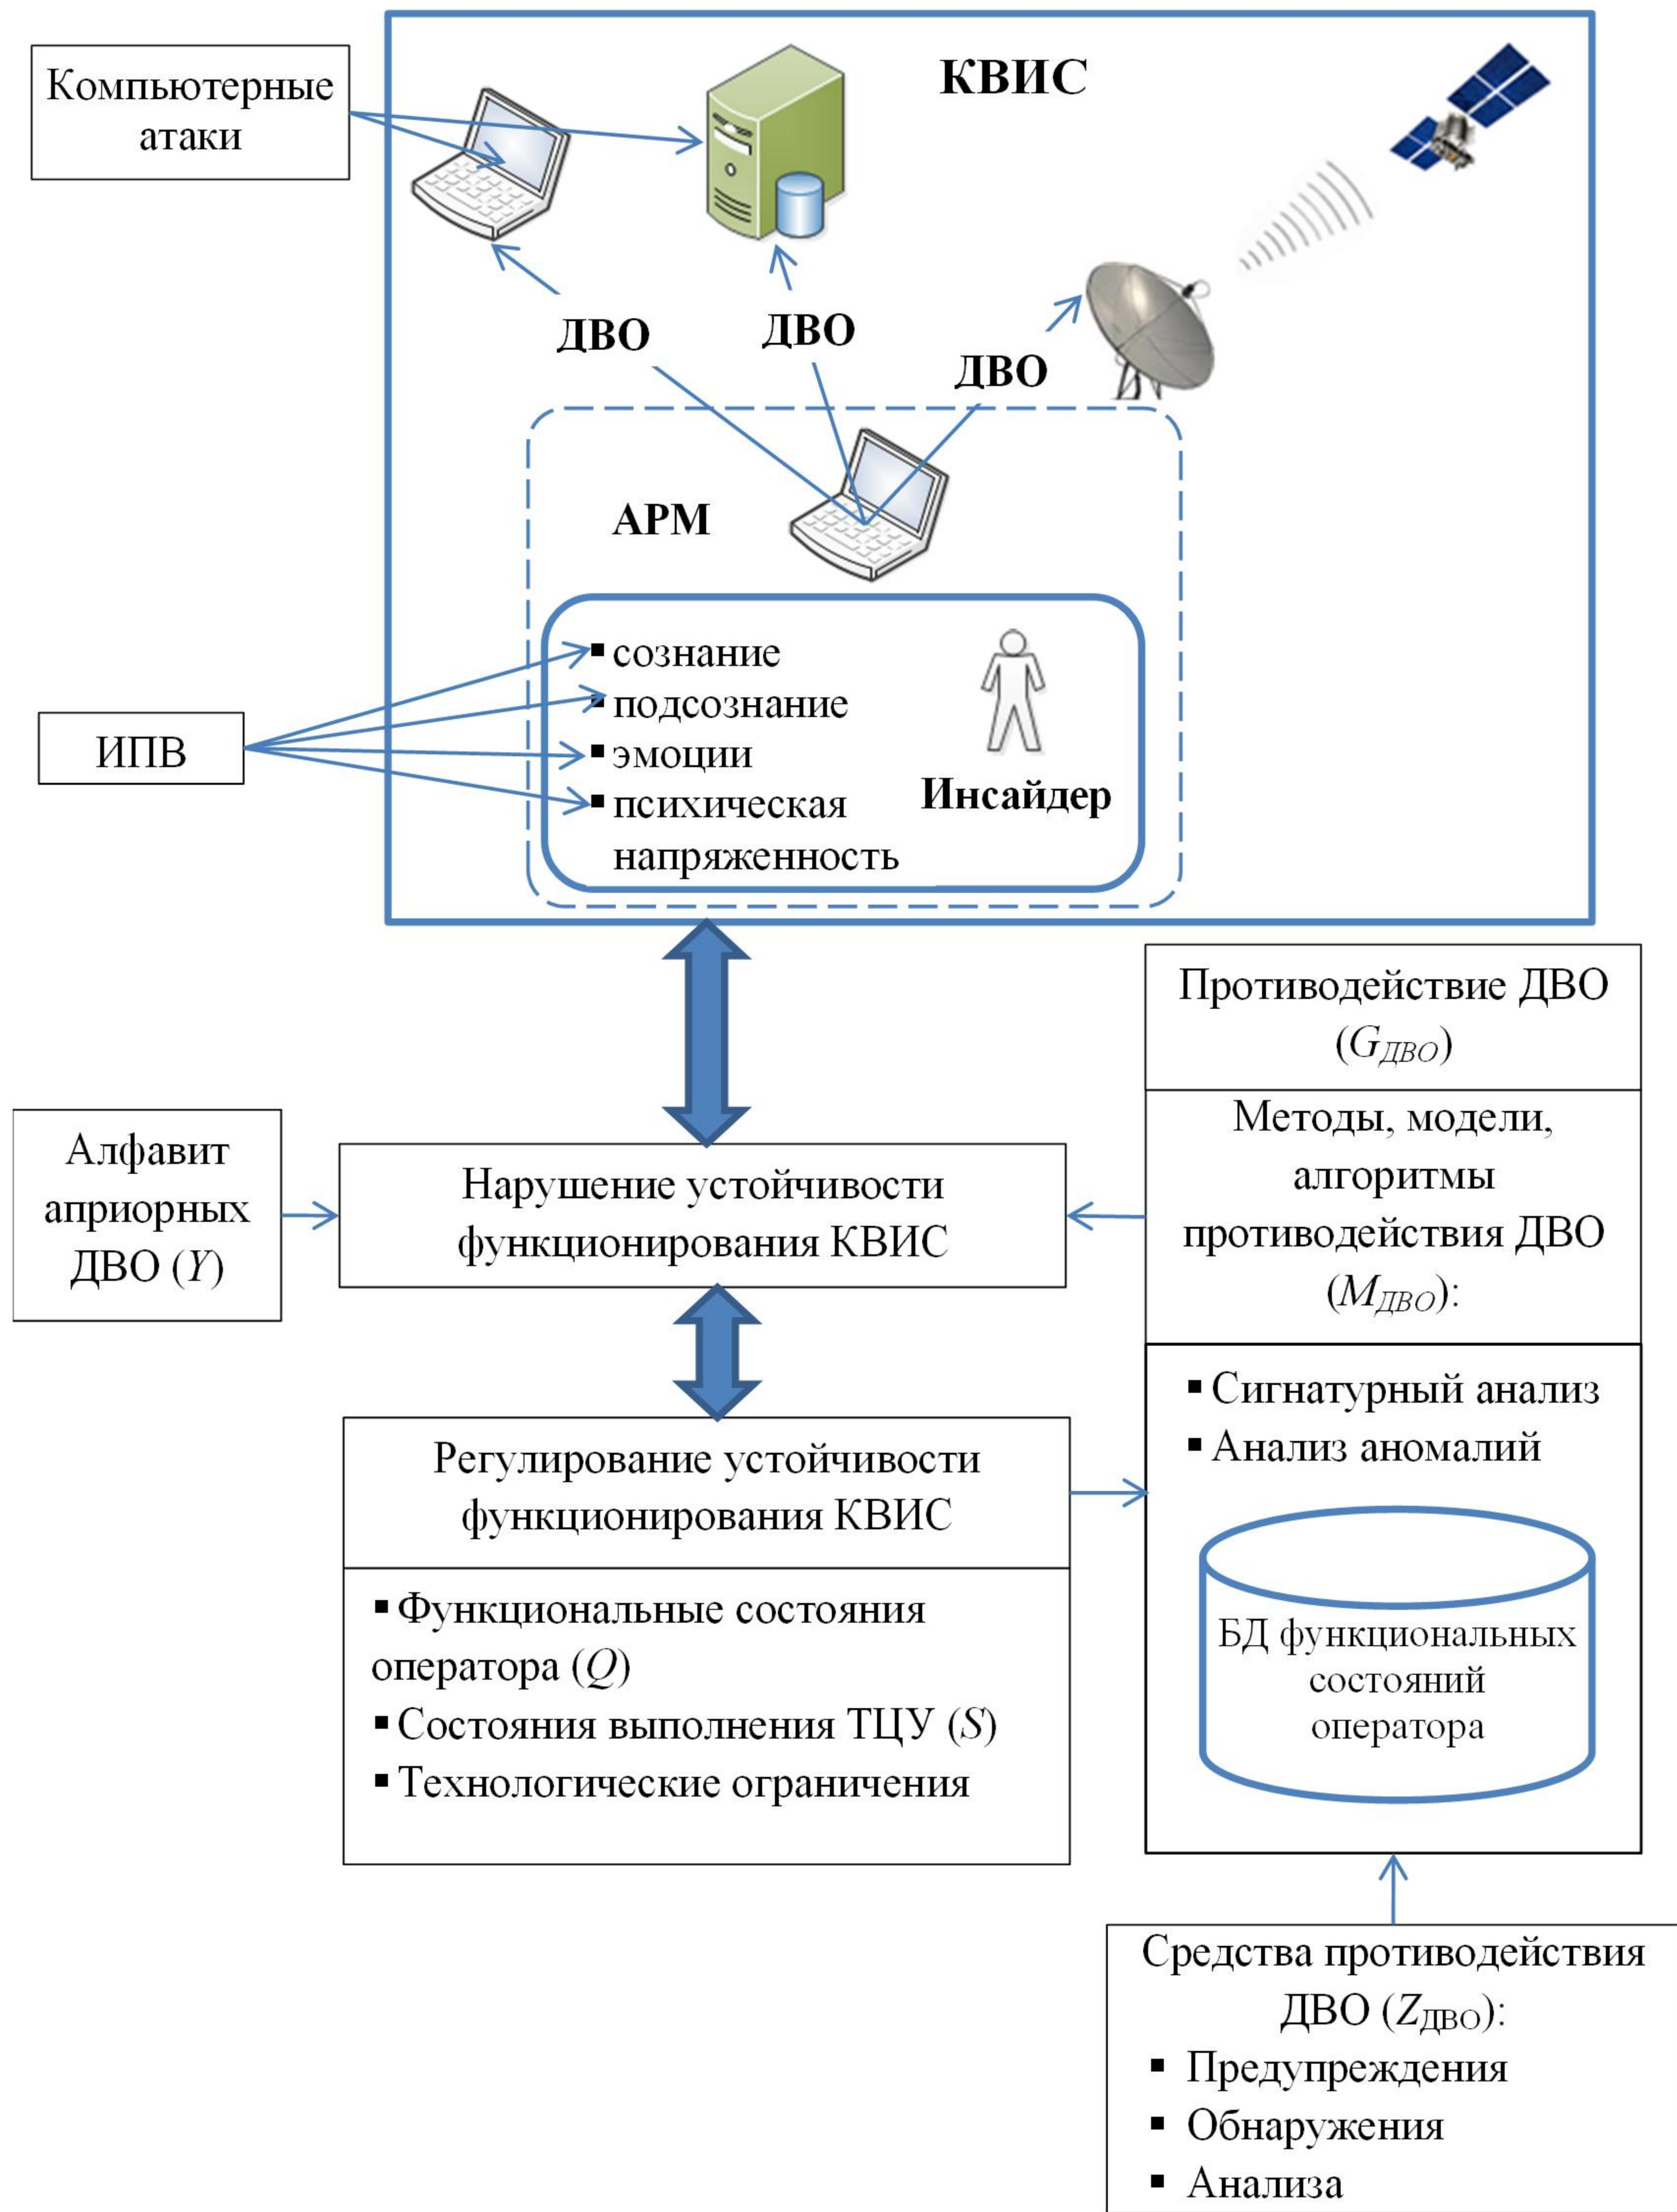 Компьютерные
атаки
КВИС
ДВО
ДВО
ДВО
АРМ
▪ сознание
▪ подсознание
▪ эмоции
▪ психическая
напряженность
Инсайдер
ИПВ
Противодействие ДВО
(GДВО)
Методы, модели,
алгоритмы
противодействия ДВО
(MДВО):
Алфавит
априорных
ДВО (Y)
Нарушение устойчивости
функционирования КВИС
▪ Сигнатурный анализ
▪ Анализ аномалий
БД функциональных
состояний
оператора
Регулирование устойчивости
функционирования КВИС
▪ Функциональные состояния
оператора (Q)
▪ Состояния выполнения ТЦУ (S)
▪ Технологические ограничения
Средства противодействия
ДВО (ZДВО):
▪ Предупреждения
▪ Обнаружения
▪ Анализа